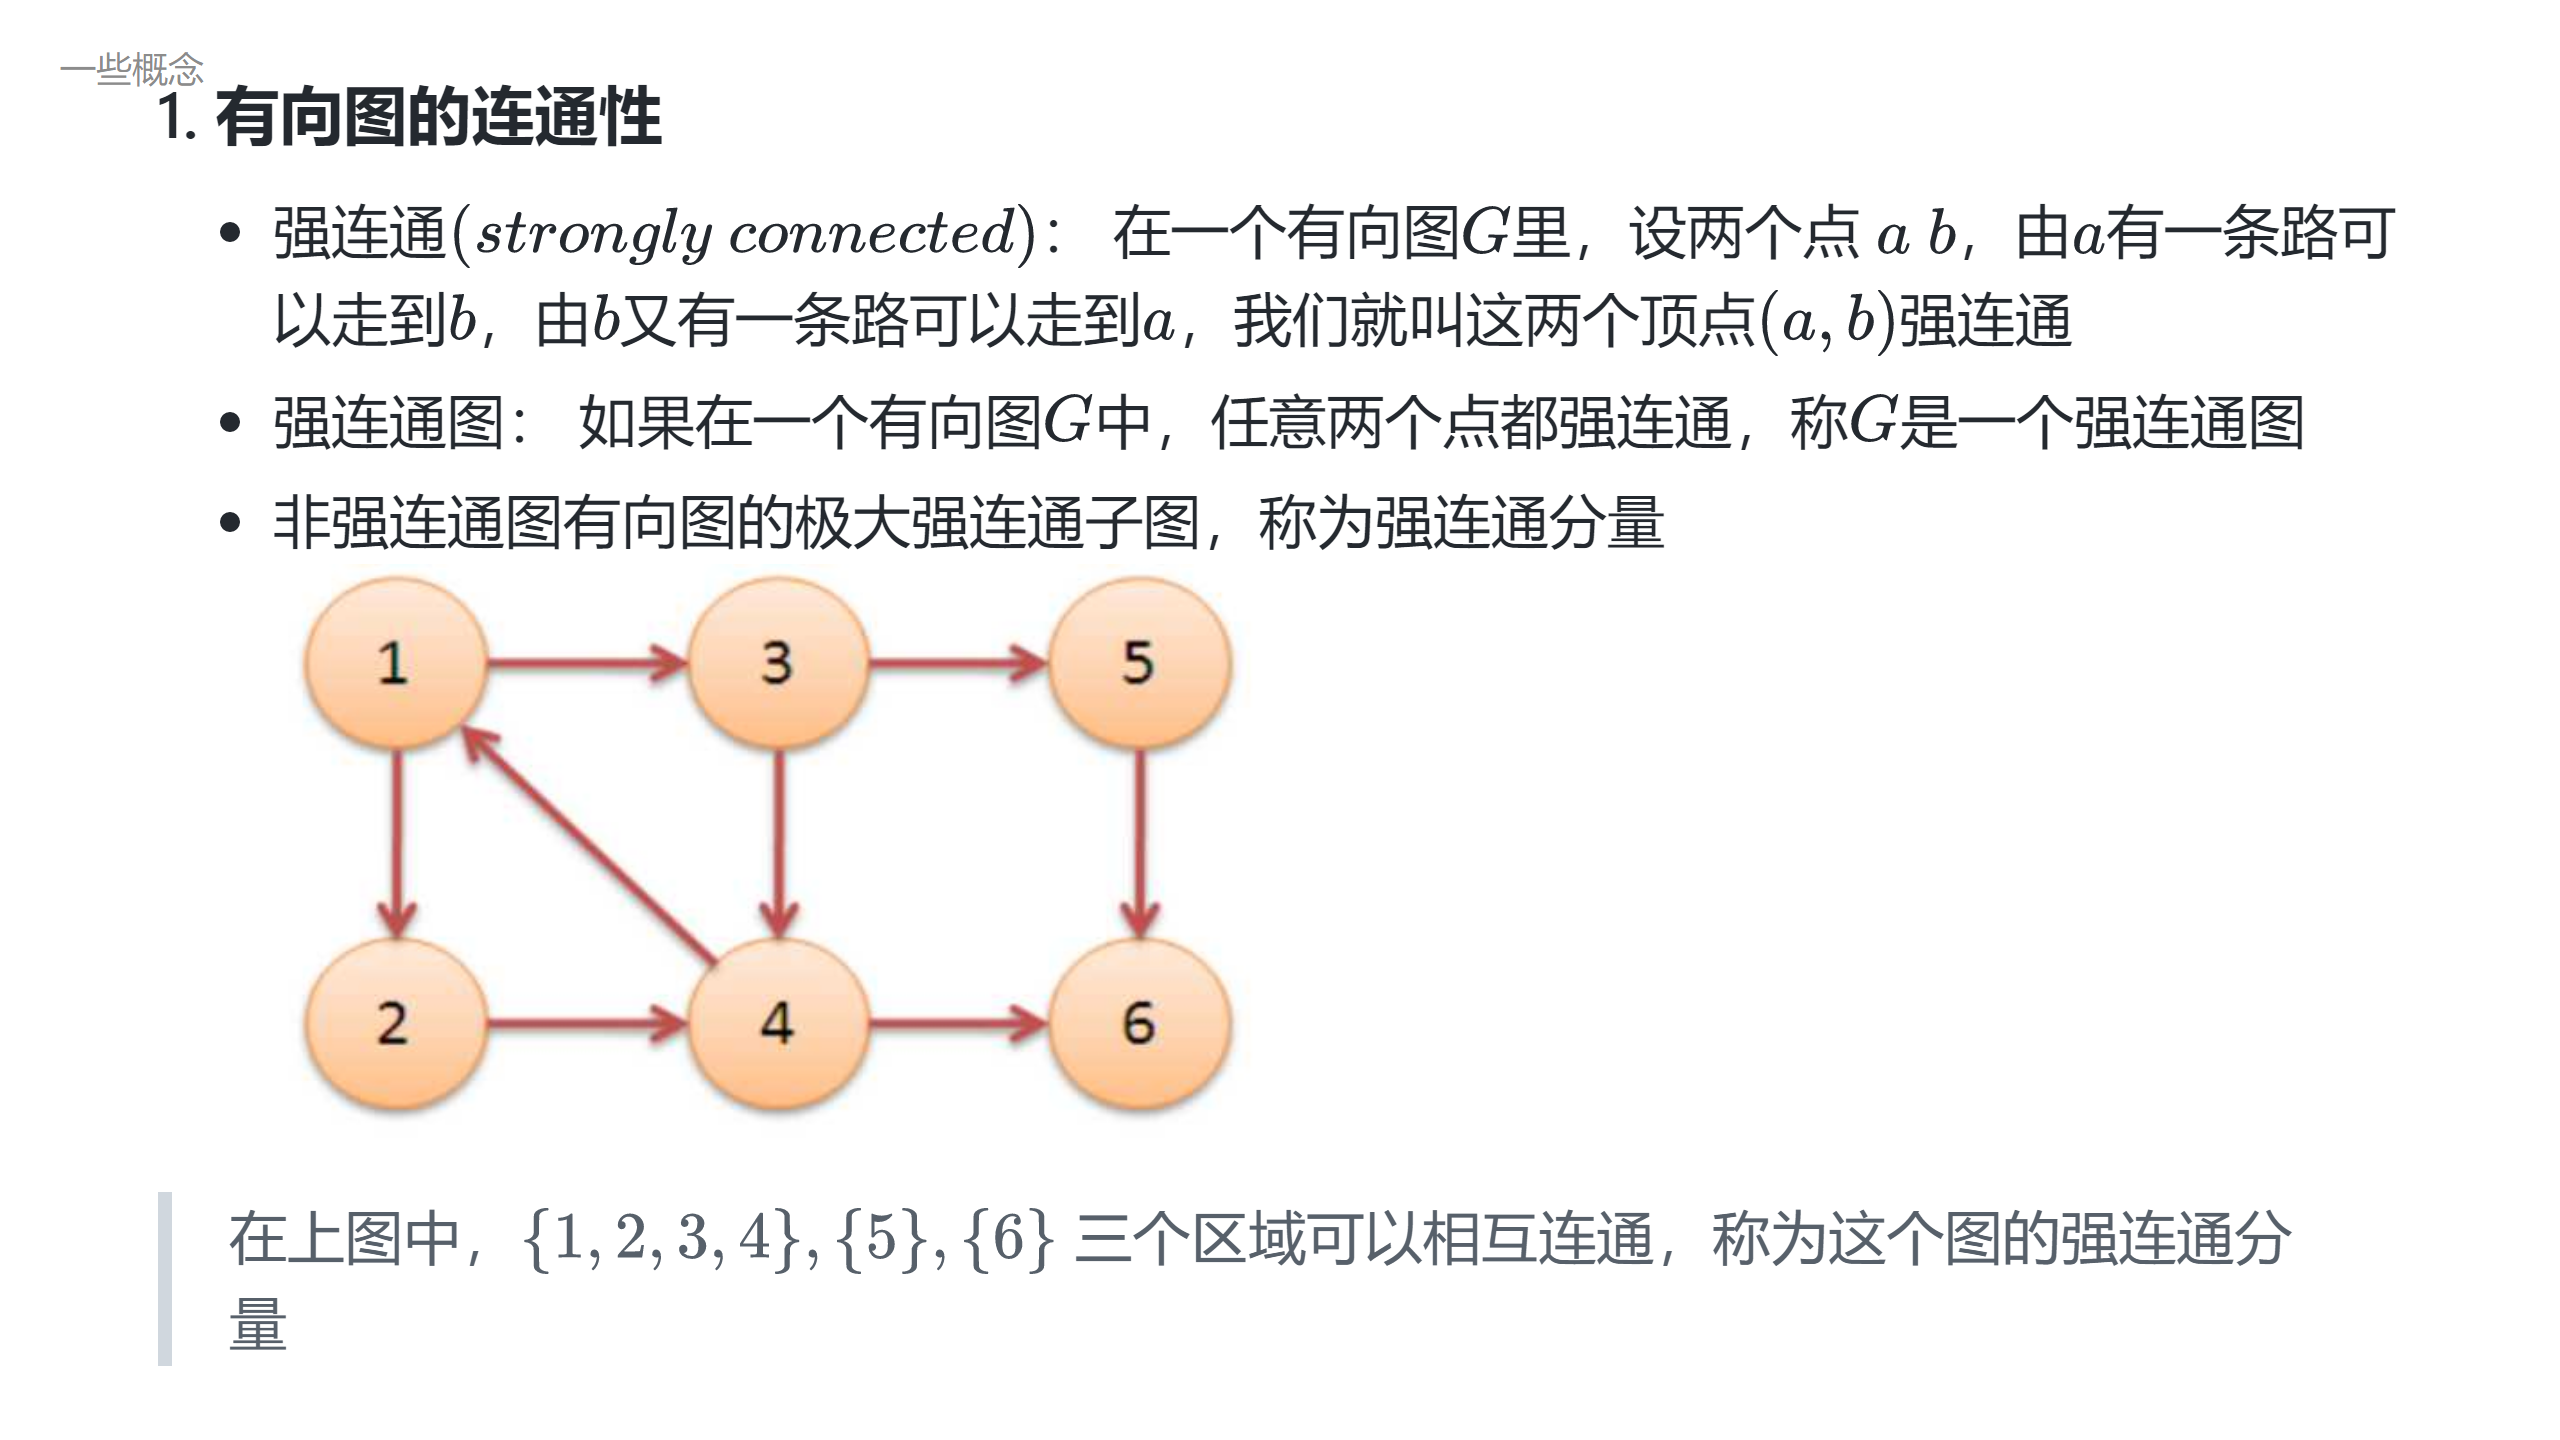 一些概念
1. 有向图的连通性
• 强连通(strongly connected)： 在一个有向图G里，设两个点 a b，由a有一条路可
以走到b，由b又有一条路可以走到a，我们就叫这两个顶点(a, b)强连通
• 强连通图： 如果在一个有向图G中，任意两个点都强连通，称G是一个强连通图
• 非强连通图有向图的极大强连通子图，称为强连通分量
1 3 5
2 4 6
在上图中，{1, 2, 3, 4}, {5}, {6} 三个区域可以相互连通，称为这个图的强连通分
量